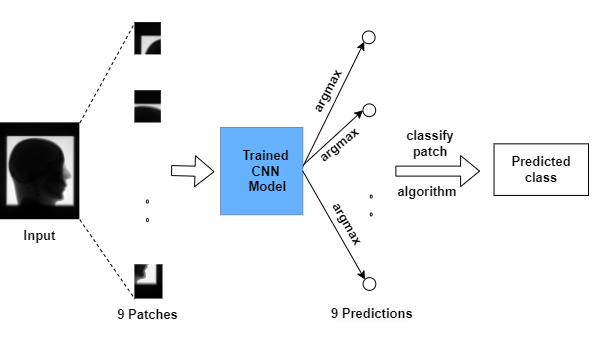 Input
9 Patches
Trained
CNN
Model
argmax
argmax
argmax
9 Predictions
classify
patch
algorithm
Predicted
class